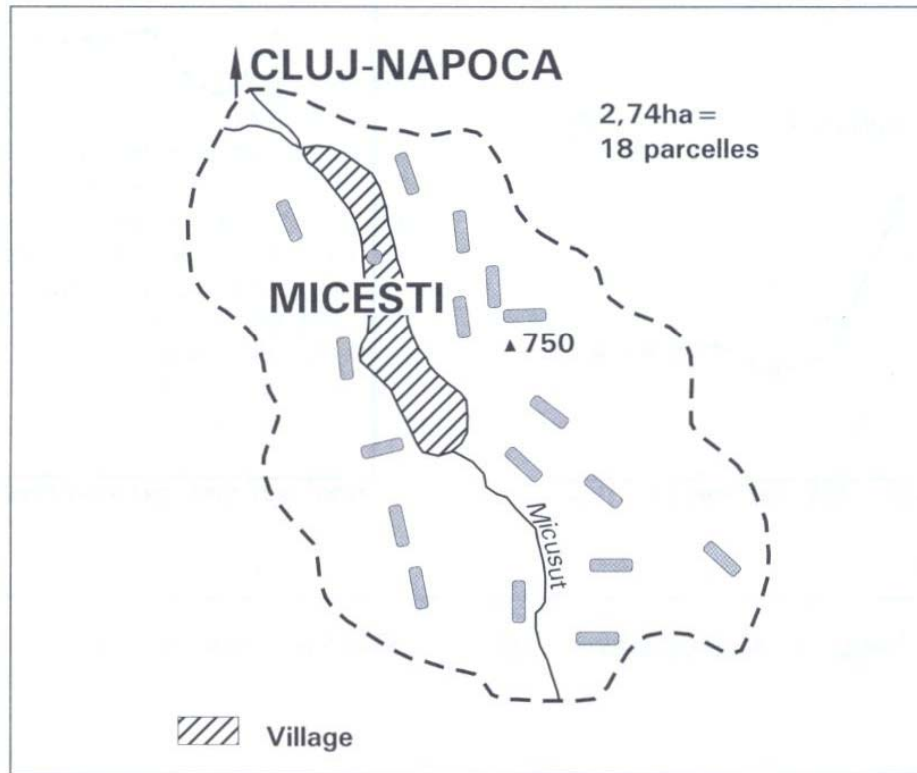 CLUJ-NAPOCA
2,74ha =
18 parcelles
MICESTI
▲750
Micusut
Village